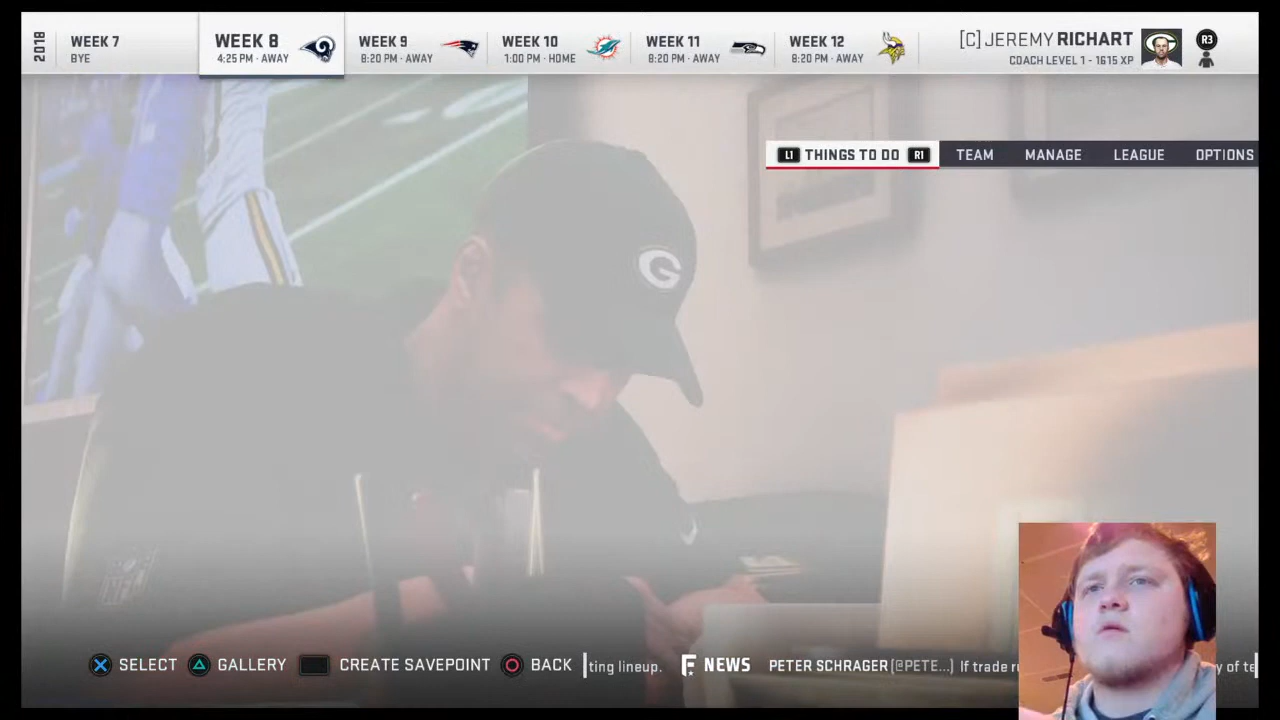 2018
WEEK 7
BYE
WEEK 8
4:25 PM · AWAY
WEEK 9
8:20 PM · AWAY
WEEK 10
1:00 PM · HOME
WEEK 11
8:20 PM · AWAY
WEEK 12
8:20 PM · AWAY
[C] JEREMY RICHART
COACH LEVEL 1 - 1615 XP
R3
L1 THINGS TO DO R1 TEAM MANAGE LEAGUE OPTIONS
G
NFL
SELECT GALLERY CREATE SAVEPOINT BACK ting lineup. NEWS PETER SCHRAGER (@PETE...) If trade y of te